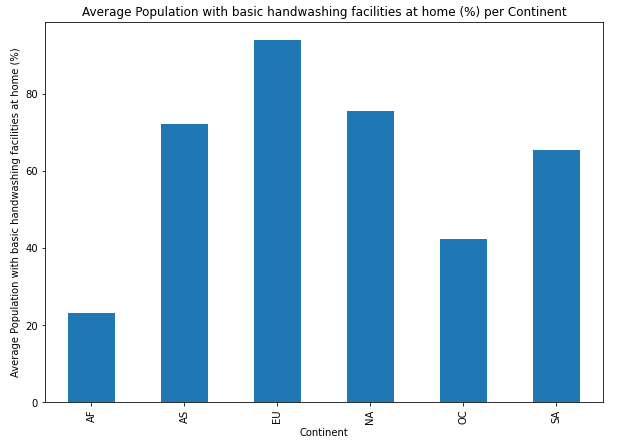 Average Population with basic handwashing facilities at home (%) per Continent
Average Population with basic handwashing facilities at home (%)
80
60
40
20
0
AF AS EU NA OC SA
Continent